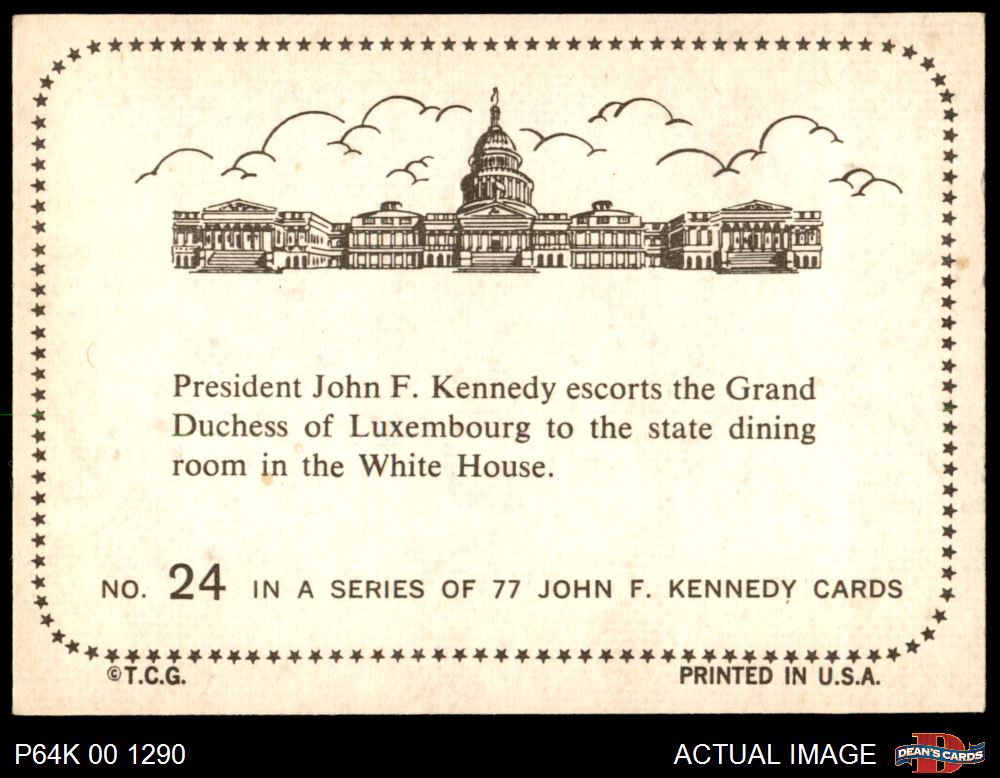 President John F. Kennedy escorts the Grand
Duchess of Luxembourg to the state dining
room in the White House.
NO. 24 IN A SERIES OF 77 JOHN F. KENNEDY CARDS
©T.C.G.
PRINTED IN U.S.A.
P64K 00 1290
ACTUAL IMAGE
DEAN'S CARDS